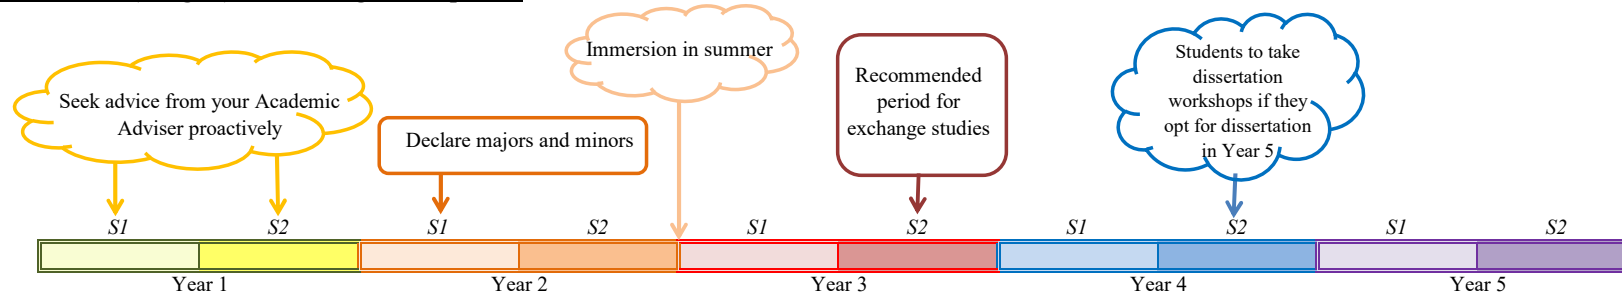 Seek advice from your Academic
Adviser proactively
Declare majors and minors
Immersion in summer
Recommended
period for
exchange studies
Students to take
dissertation
workshops if they
opt for dissertation
in Year 5
S1 S2 S1 S2 S1 S2 S1 S2 S1 S2
Year 1 Year 2 Year 3 Year 4 Year 5